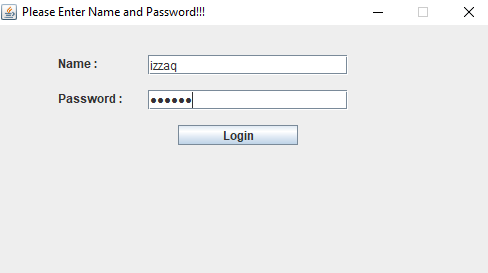 Please Enter Name and Password!!!
Name : izzaq
Password : ••••••
Login